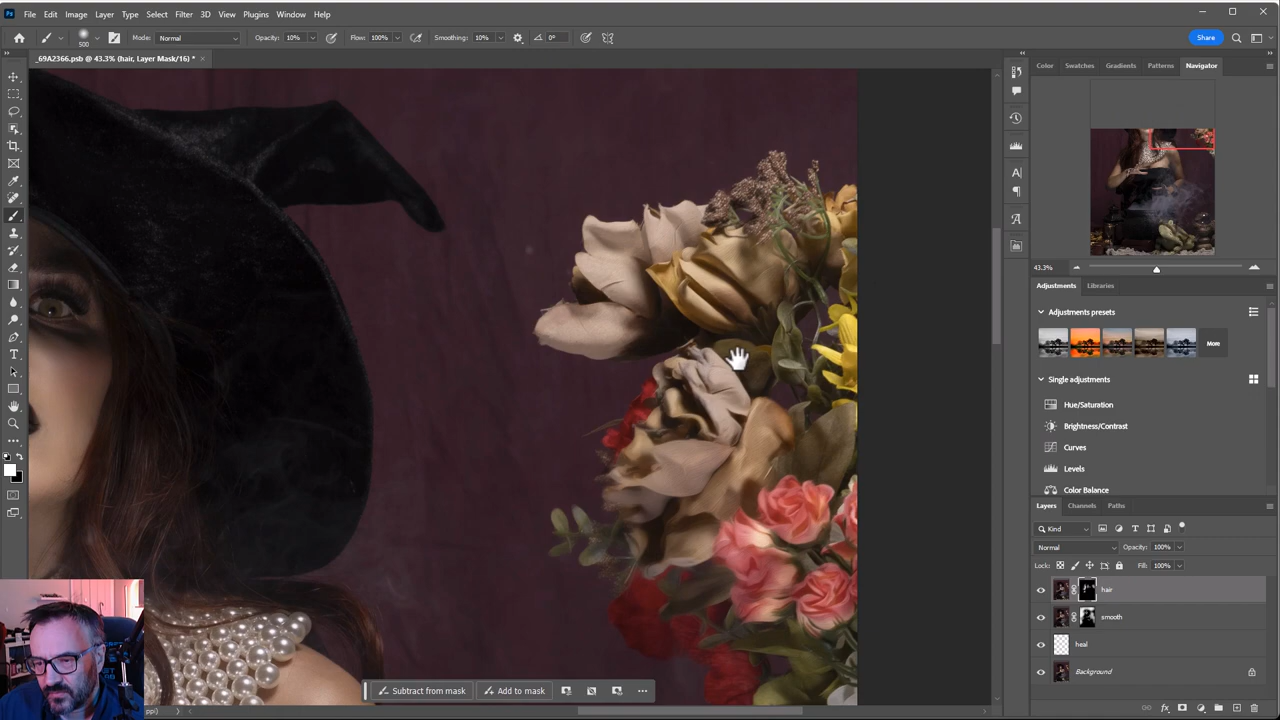 File Edit Image Layer Type Select Filter 3D View Plugins Window Help
500 Mode: Normal Opacity: 10% Flow: 100% Smoothing: 10% 0° Share
_69A2366.psb @ 43.3% (hair, Layer Mask/16) *
Color Swatches Gradients Patterns Navigator
43.3%
Adjustments Libraries
Adjustments presets
More
Single adjustments
Hue/Saturation
Brightness/Contrast
Curves
Levels
Color Balance
Layers Channels Paths
Kind
Normal Opacity: 100%
Lock: Fill: 100%
hair
smooth
heal
Background
Subtract from mask Add to mask
ppi)